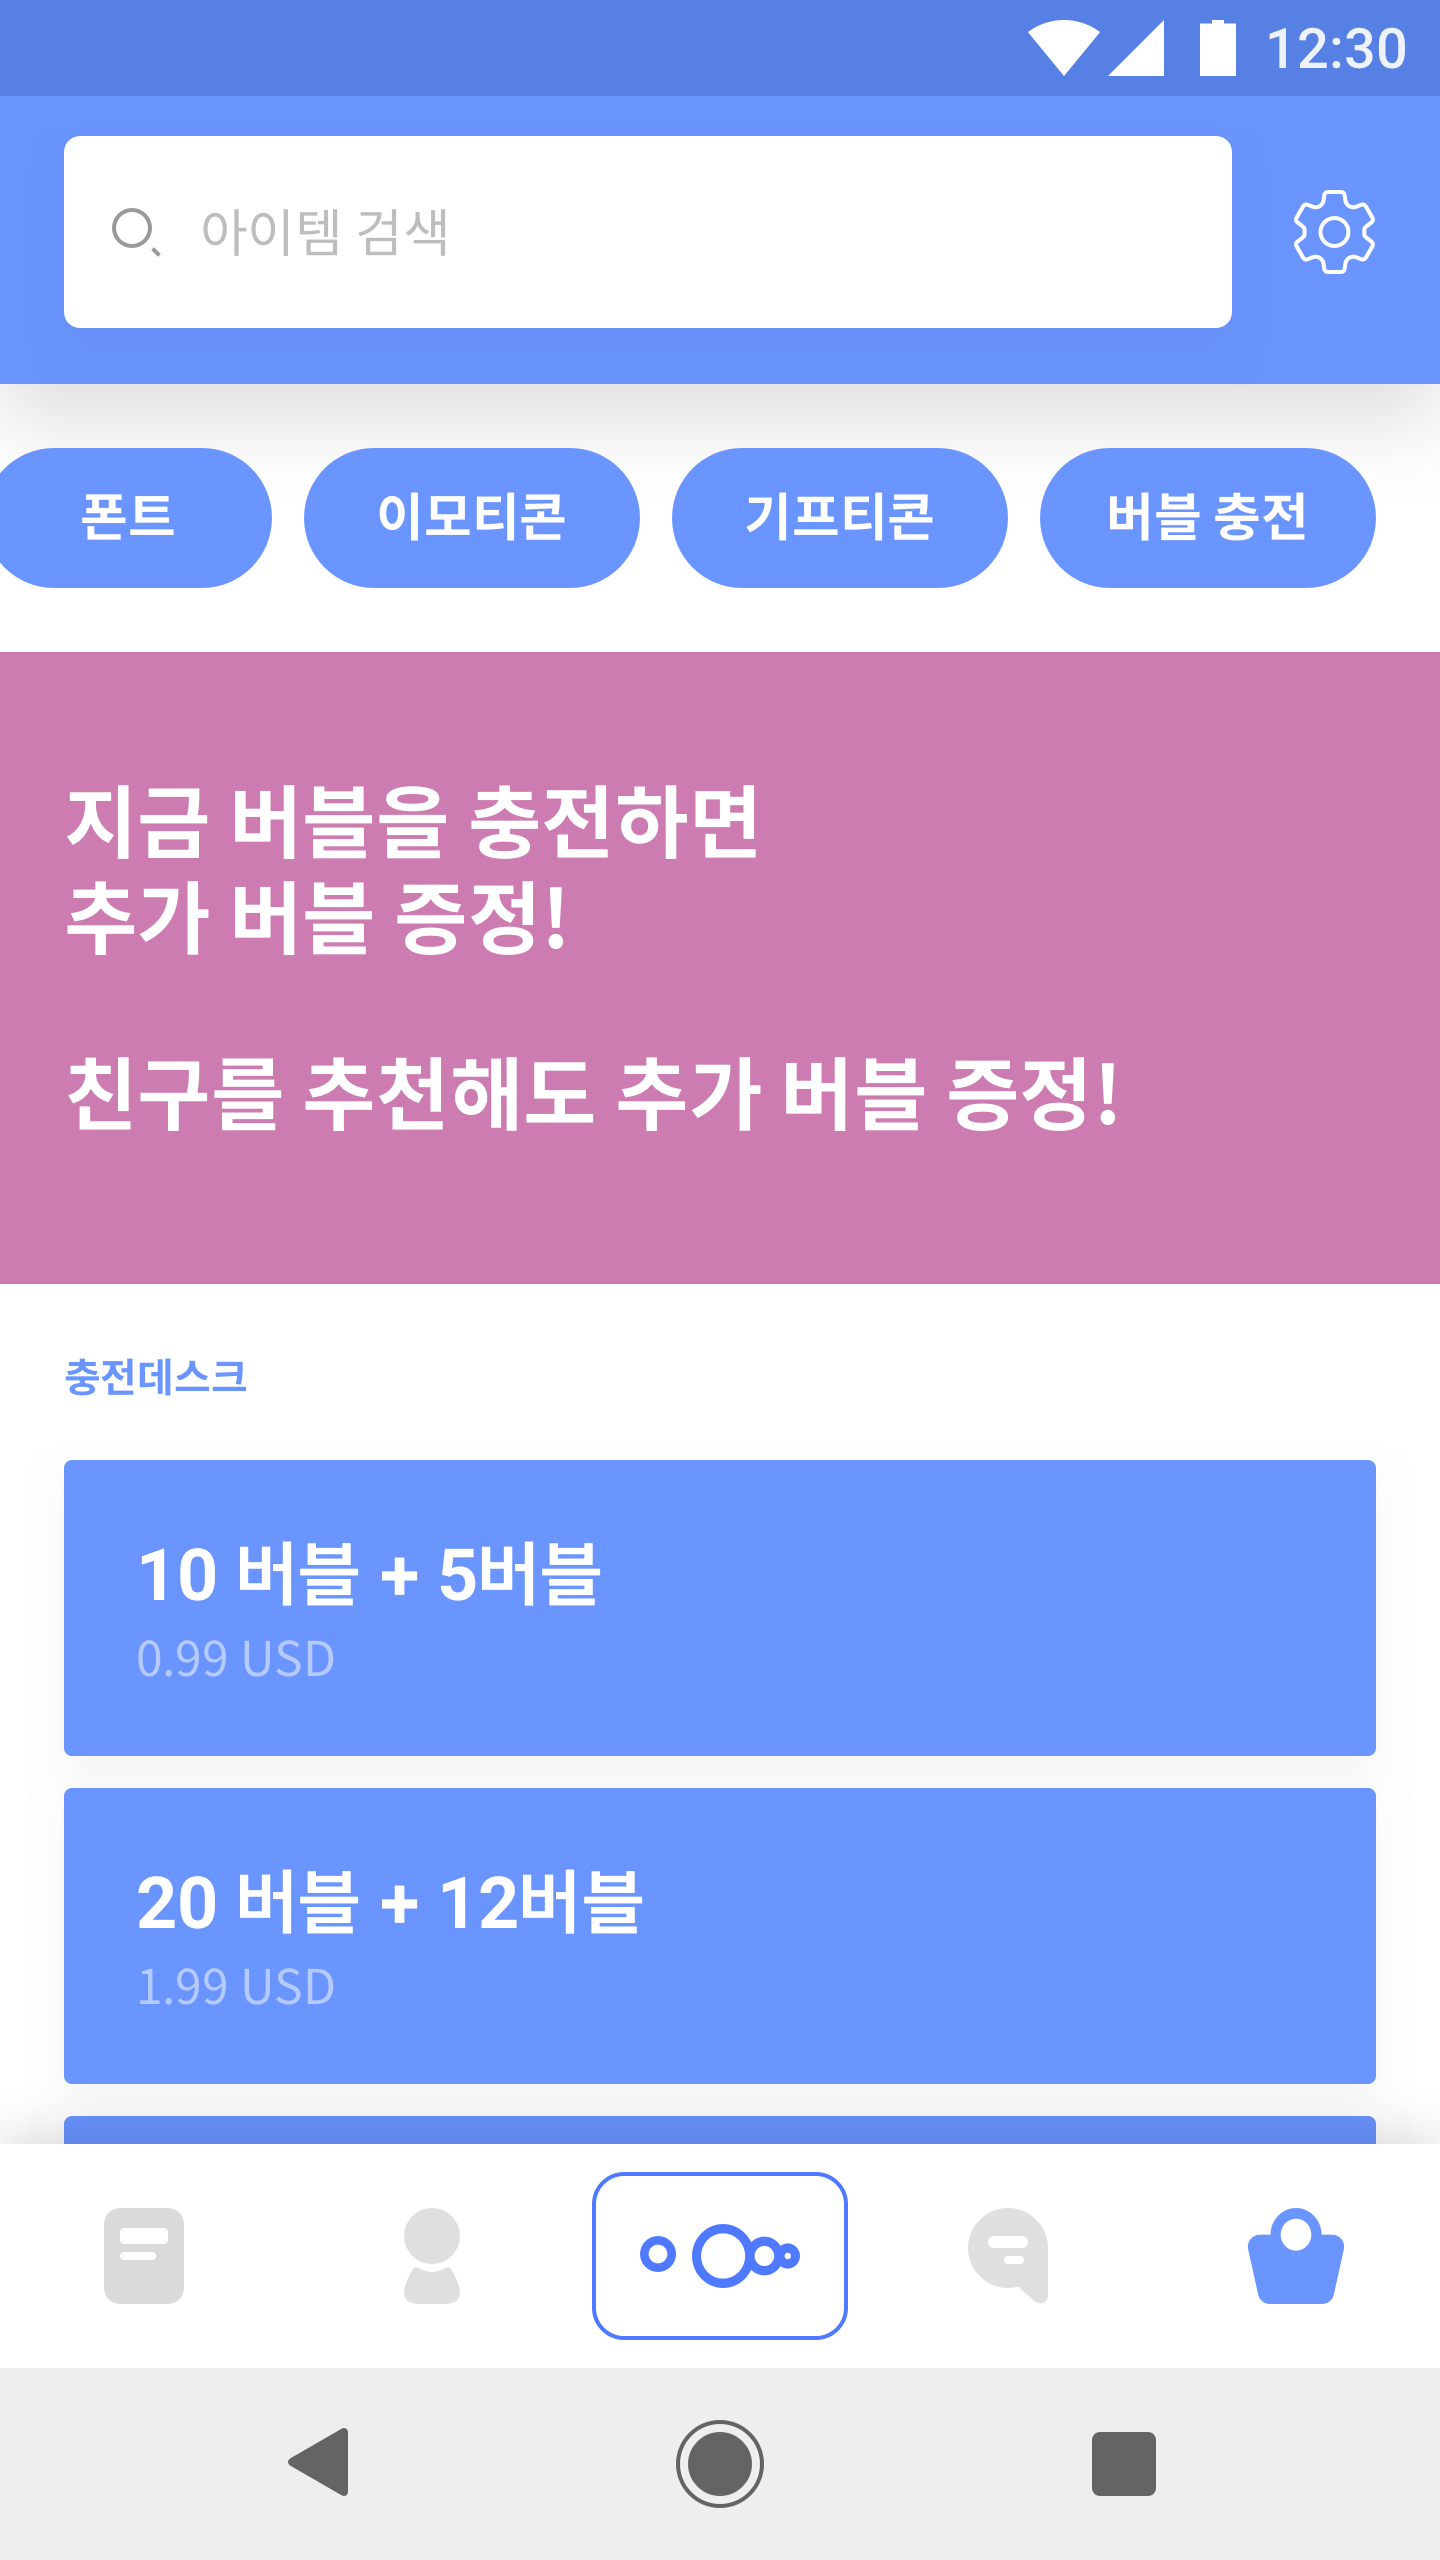 12:30
아이템 검색
폰트
이모티콘
기프티콘
버블 충전
지금 버블을 충전하면
추가 버블 증정!
친구를 추천해도 추가 버블 증정!
충전데스크
10 버블 + 5버블
0.99 USD
20 버블 + 12버블
1.99 USD